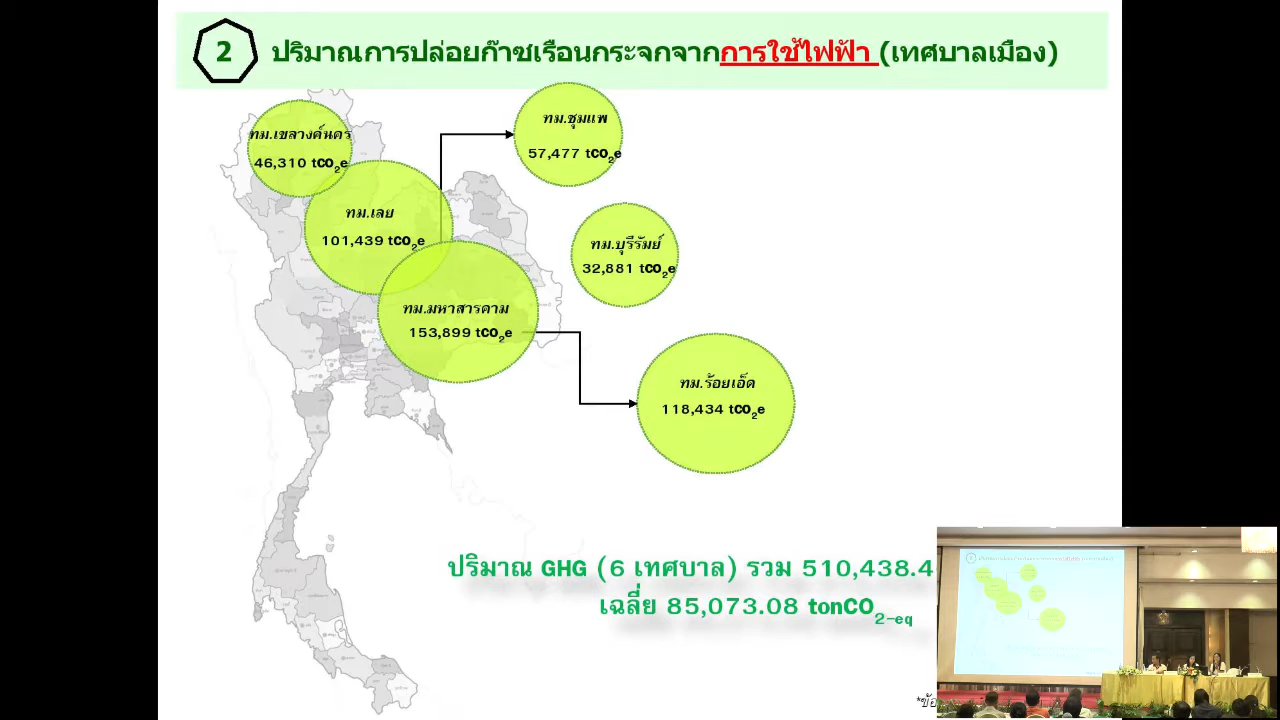 2 ปริมาณการปล่อยก๊าซเรือนกระจกจากการใช้ไฟฟ้า (เทศบาลเมือง)
ทม.เขลางค์นคร
46,310 tCO2e
ทม.ชุมแพ
57,477 tCO2e
ทม.เลย
101,439 tCO2e
ทม.บุรีรัมย์
32,881 tCO2e
ทม.มหาสารคาม
153,899 tCO2e
ทม.ร้อยเอ็ด
118,434 tCO2e
ปริมาณ GHG (6 เทศบาล) รวม 510,438.4
เฉลี่ย 85,073.08 tonCO2-eq